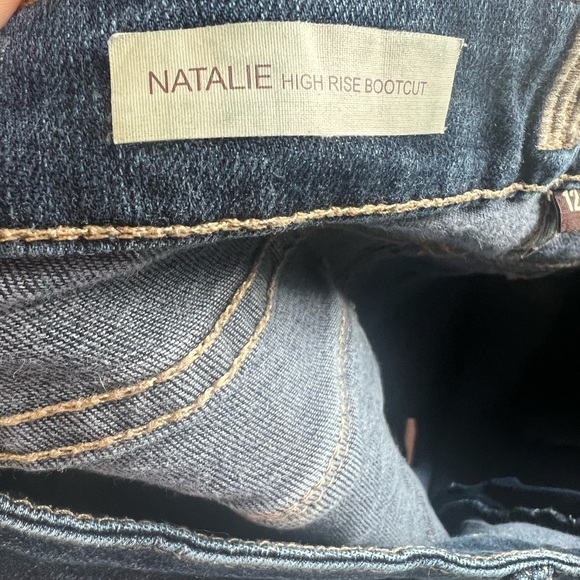 NATALIE HIGH RISE BOOTCUT
12